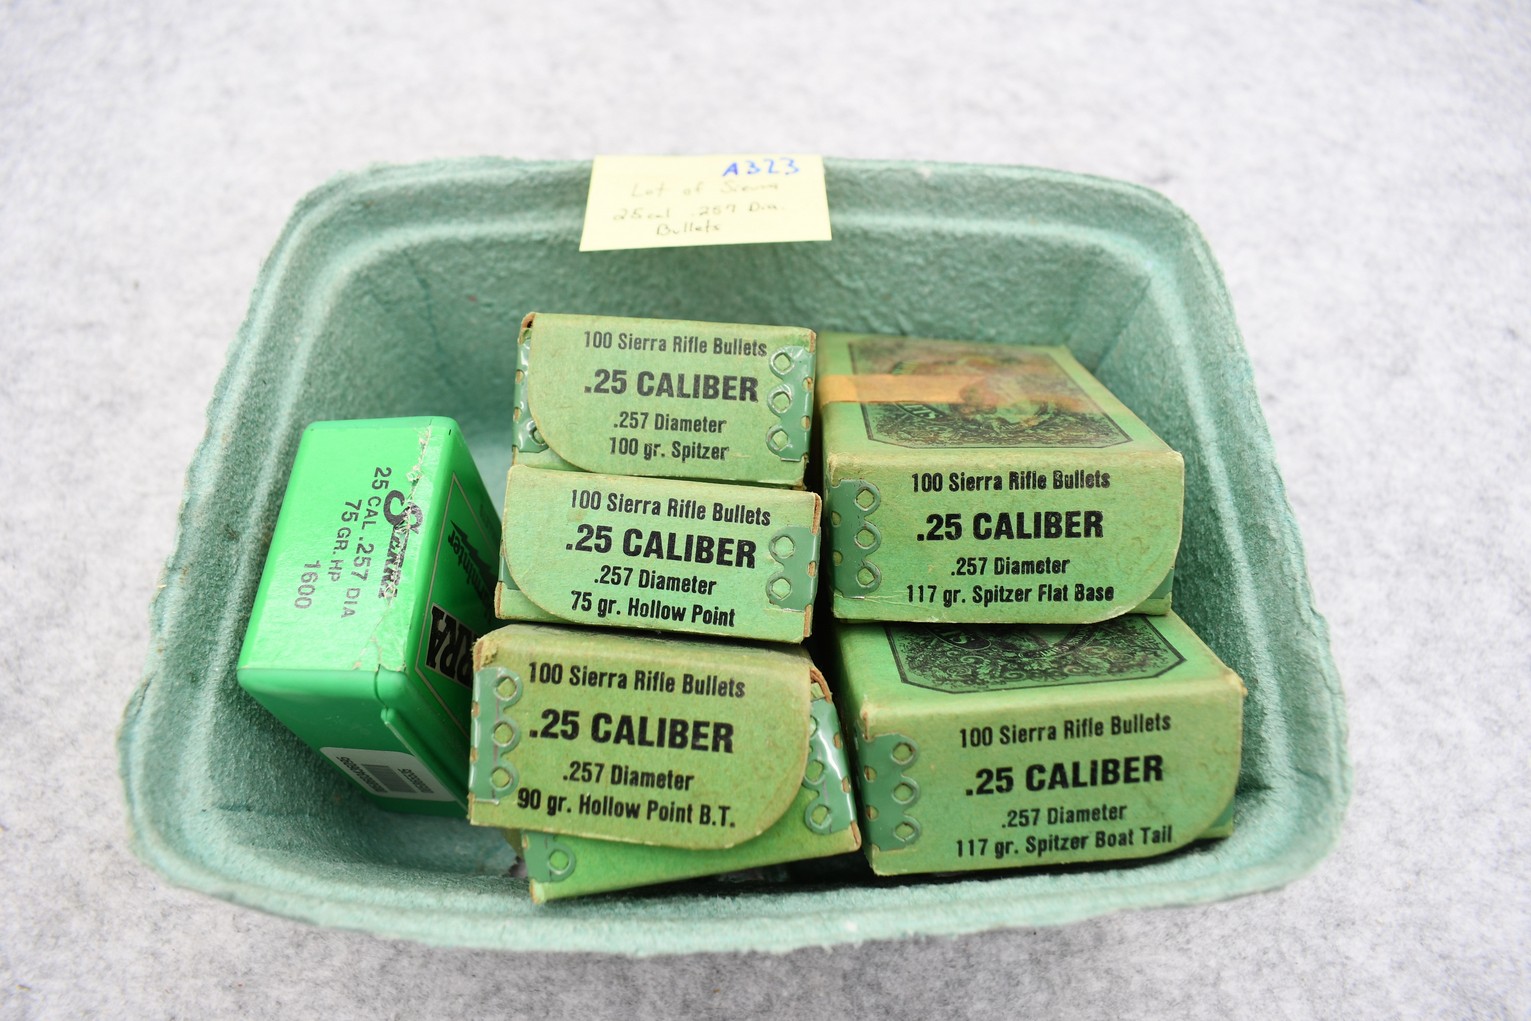 A323
Lot of Sierra
25cal .257 Dia.
Bullets
100 Sierra Rifle Bullets
.25 CALIBER
.257 Diameter
100 gr. Spitzer
100 Sierra Rifle Bullets
.25 CALIBER
.257 Diameter
75 gr. Hollow Point
100 Sierra Rifle Bullets
.25 CALIBER
.257 Diameter
90 gr. Hollow Point B.T.
100 Sierra Rifle Bullets
.25 CALIBER
.257 Diameter
117 gr. Spitzer Flat Base
100 Sierra Rifle Bullets
.25 CALIBER
.257 Diameter
117 gr. Spitzer Boat Tail
Sierra
25 CAL .257 DIA
75 GR. HP
1600